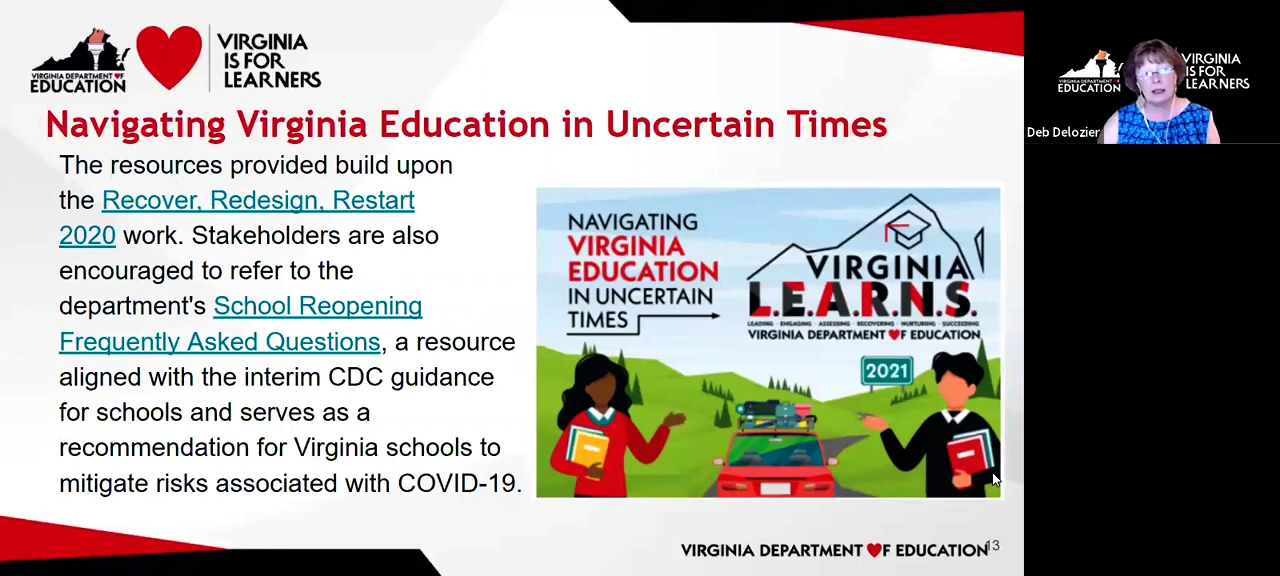 VIRGINIA DEPARTMENT OF
EDUCATION
VIRGINIA
IS FOR
LEARNERS
Navigating Virginia Education in Uncertain Times
The resources provided build upon
the Recover, Redesign, Restart
2020 work. Stakeholders are also
encouraged to refer to the
department's School Reopening
Frequently Asked Questions, a resource
aligned with the interim CDC guidance
for schools and serves as a
recommendation for Virginia schools to
mitigate risks associated with COVID-19.
NAVIGATING
VIRGINIA
EDUCATION
IN UNCERTAIN
TIMES
VIRGINIA
L.E.A.R.N.S.
LEADING · ENGAGING · ASSESSING · RECOVERING · NURTURING · SUCCEEDING
VIRGINIA DEPARTMENT OF EDUCATION
2021
VIRGINIA DEPARTMENT OF EDUCATION
13
VIRGINIA DEPARTMENT OF
EDUCATION
VIRGINIA
IS FOR
LEARNERS
Deb Delozier